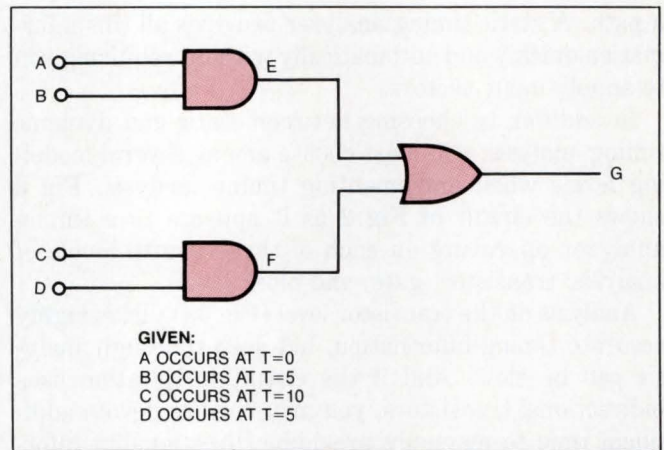 A
B
E
G
C
D
F
GIVEN:
A OCCURS AT T=0
B OCCURS AT T=5
C OCCURS AT T=10
D OCCURS AT T=5